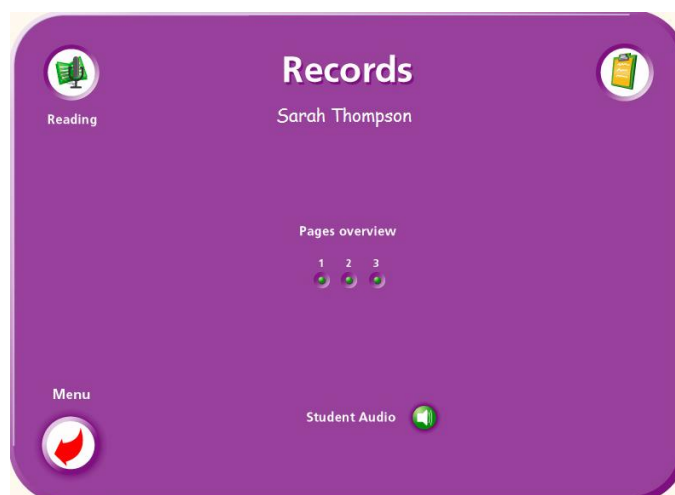 Records
Reading
Sarah Thompson
Pages overview
1 2 3
Menu
Student Audio